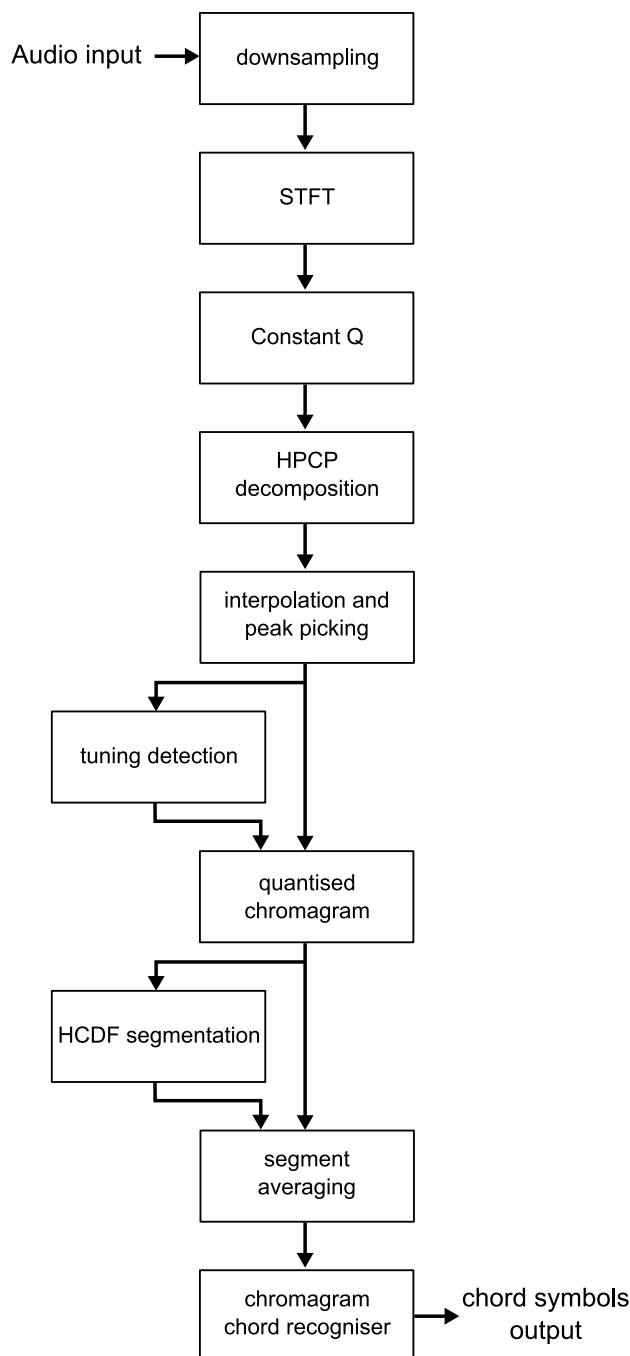 Audio input
downsampling
STFT
Constant Q
HPCP
decomposition
interpolation and
peak picking
tuning detection
quantised
chromagram
HCDF segmentation
segment
averaging
chromagram
chord recogniser
chord symbols
output